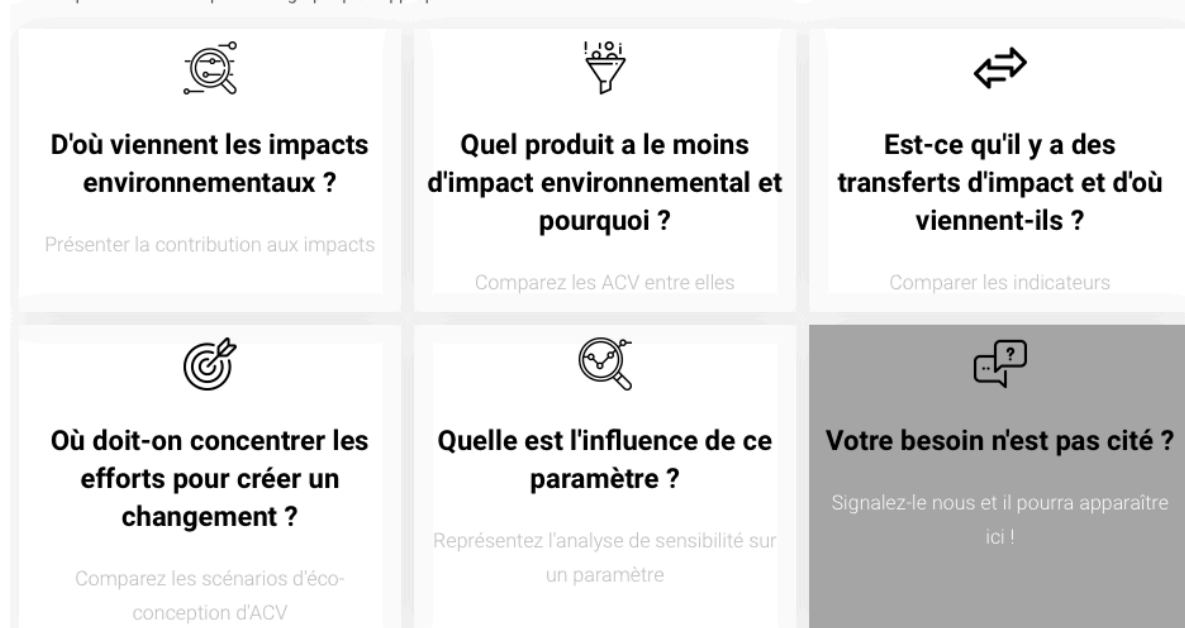 D'où viennent les impacts
environnementaux ?
Présenter la contribution aux impacts
Quel produit a le moins
d'impact environnemental et
pourquoi ?
Comparez les ACV entre elles
Est-ce qu'il y a des
transferts d'impact et d'où
viennent-ils ?
Comparer les indicateurs
Où doit-on concentrer les
efforts pour créer un
changement ?
Comparez les scénarios d'éco-
conception d'ACV
Quelle est l'influence de ce
paramètre ?
Représentez l'analyse de sensibilité sur
un paramètre
Votre besoin n'est pas cité ?
Signalez-le nous et il pourra apparaître
ici !